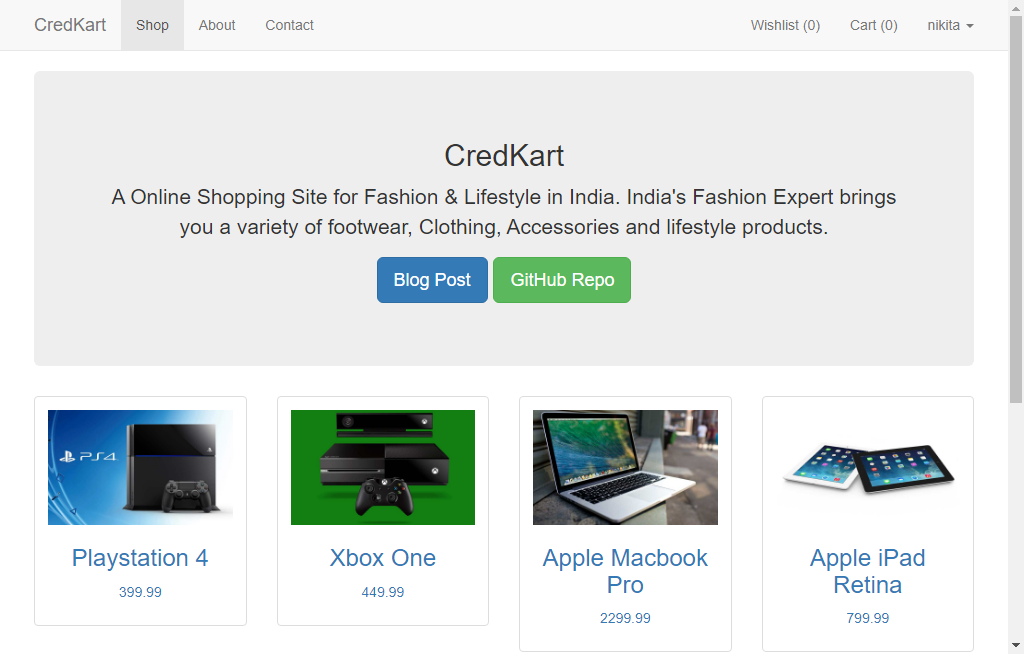 CredKart Shop About Contact Wishlist (0) Cart (0) nikita
CredKart
A Online Shopping Site for Fashion & Lifestyle in India. India's Fashion Expert brings
you a variety of footwear, Clothing, Accessories and lifestyle products.
Blog Post GitHub Repo
PS4
Playstation 4
399.99
Xbox One
449.99
Apple Macbook
Pro
2299.99
Apple iPad
Retina
799.99